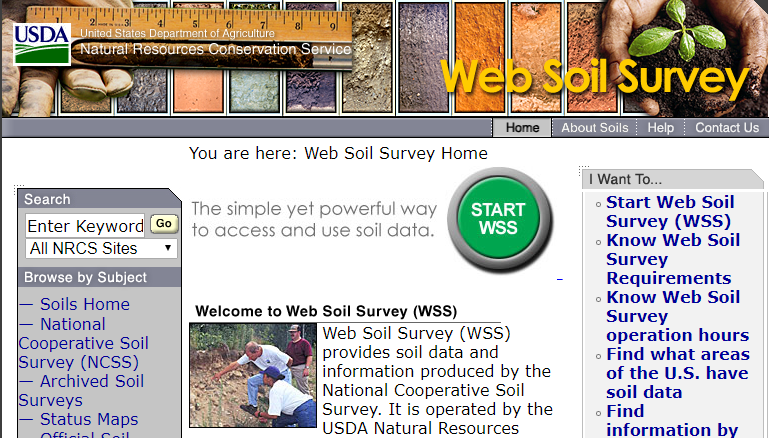 USDA
United States Department of Agriculture
Natural Resources Conservation Service
Web Soil Survey
Home
About Soils
Help
Contact Us
You are here: Web Soil Survey Home
Search
Enter Keyword
Go
All NRCS Sites
Browse by Subject
— Soils Home
— National
Cooperative Soil
Survey (NCSS)
— Archived Soil
Surveys
— Status Maps
— Official Soil
The simple yet powerful way
to access and use soil data.
START
WSS
Welcome to Web Soil Survey (WSS)
Web Soil Survey (WSS)
provides soil data and
information produced by the
National Cooperative Soil
Survey. It is operated by the
USDA Natural Resources
I Want To...
Start Web Soil
Survey (WSS)
Know Web Soil
Survey
Requirements
Know Web Soil
Survey
operation hours
Find what areas
of the U.S. have
soil data
Find
information by